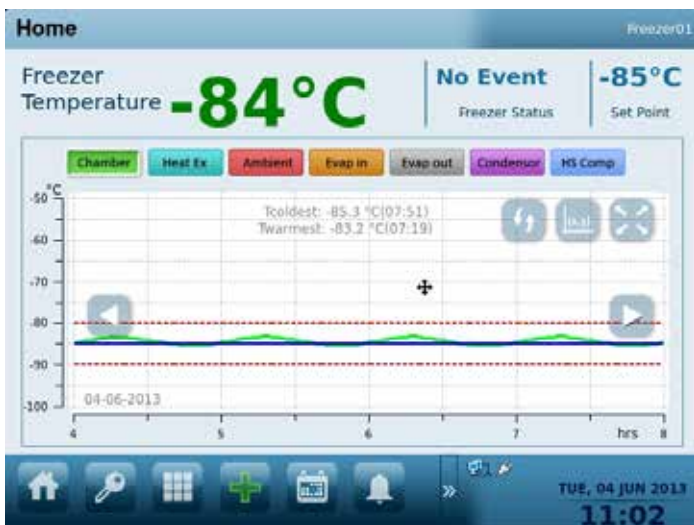 Home
Freezer01
Freezer
Temperature
-84°C
No Event
Freezer Status
-85°C
Set Point
Chamber
Heat Ex
Ambient
Evap in
Evap out
Condensor
HS Comp
°C
-50
-60
-70
-80
-90
-100
Tcoldest: -85.3 °C(07:51)
Twarmest: -83.2 °C(07:19)
04-06-2013
4
5
6
7
hrs
8
»
1
TUE, 04 JUN 2013
11:02